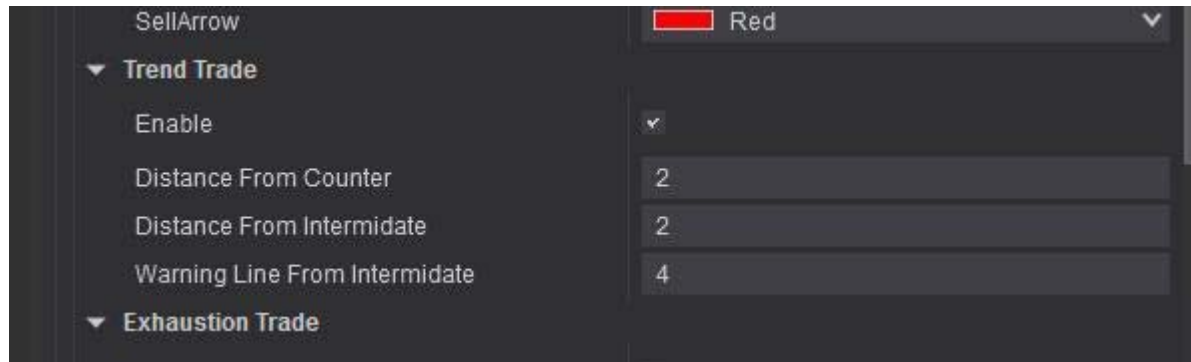 SellArrow Red
Trend Trade
Enable
Distance From Counter 2
Distance From Intermidate 2
Warning Line From Intermidate 4
Exhaustion Trade